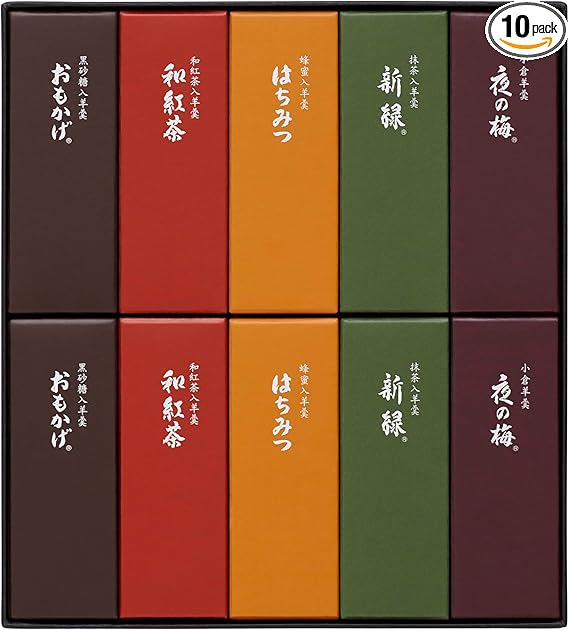 10 pack
小倉羊羹
夜の梅®
抹茶入羊羹
新緑®
蜂蜜入羊羹
はちみつ
和紅茶入羊羹
和紅茶
黒砂糖入羊羹
おもかげ®
小倉羊羹
夜の梅®
抹茶入羊羹
新緑®
蜂蜜入羊羹
はちみつ
和紅茶入羊羹
和紅茶
黒砂糖入羊羹
おもかげ®